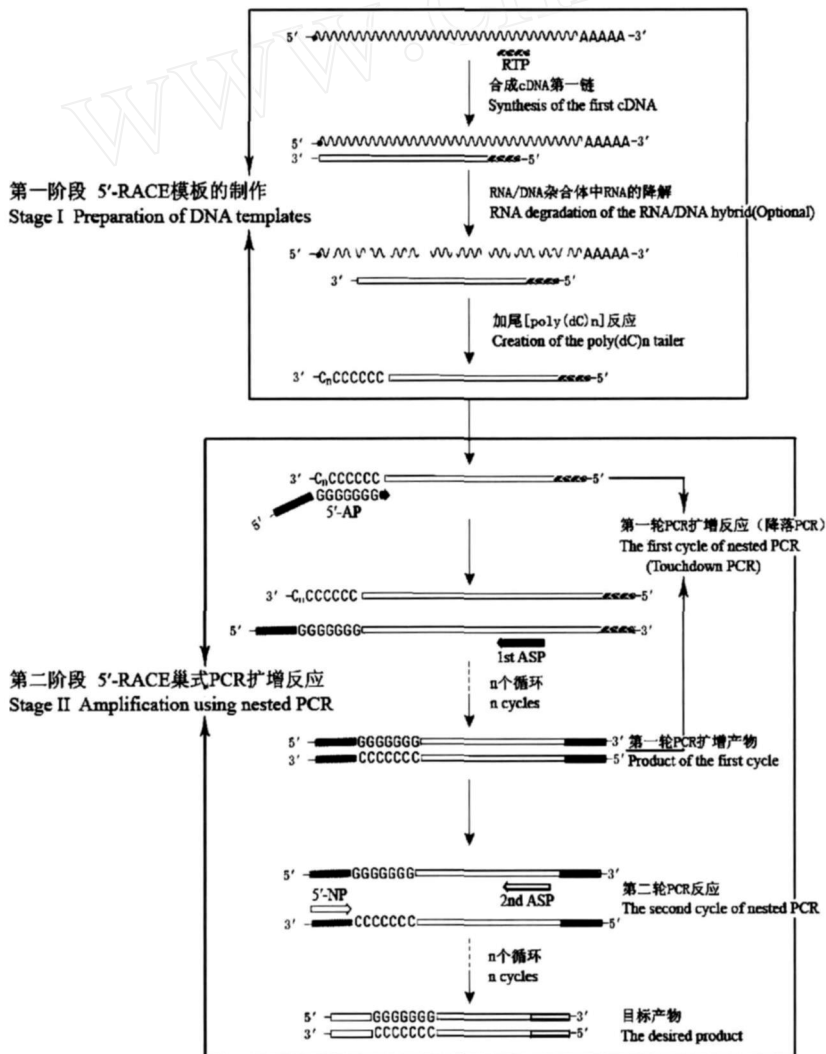 www.c
5′ AAAAA-3′
RTP
合成cDNA第一链
Synthesis of the first cDNA
5′ AAAAA-3′
3′ -5′
第一阶段 5′-RACE模板的制作
Stage I Preparation of DNA templates
RNA/DNA杂合体中RNA的降解
RNA degradation of the RNA/DNA hybrid(Optional)
5′ AAAAA-3′
3′ -5′
加尾[poly(dC)n]反应
Creation of the poly(dC)n tailer
3′ -CnCCCCCC -5′
3′ -CnCCCCCC -5′
GGGGGGG
5′ 5′-AP
第一轮PCR扩增反应（降落PCR）
The first cycle of nested PCR
(Touchdown PCR)
3′ -CnCCCCCC -5′
5′ GGGGGGG -3′
1st ASP
第二阶段 5′-RACE巢式PCR扩增反应
Stage II Amplification using nested PCR
n个循环
n cycles
5′ GGGGGGG -3′ 第一轮PCR扩增产物
3′ CCCCCCC -5′ Product of the first cycle
5′ GGGGGGG -3′
5′-NP 2nd ASP
第二轮PCR反应
The second cycle of nested PCR
3′ CCCCCCC -5′
n个循环
n cycles
5′ GGGGGGG -3′ 目标产物
3′ CCCCCCC -5′ The desired product